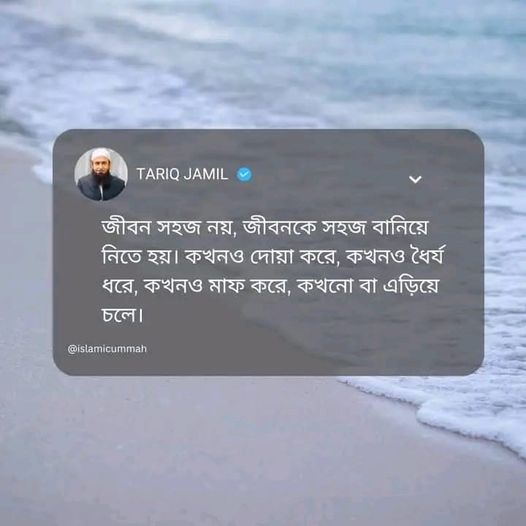 TARIQ JAMIL
জীবন সহজ নয়, জীবনকে সহজ বানিয়ে
নিতে হয়। কখনও দোয়া করে, কখনও ধৈর্য
ধরে, কখনও মাফ করে, কখনো বা এড়িয়ে
চলে।
@islamicummah